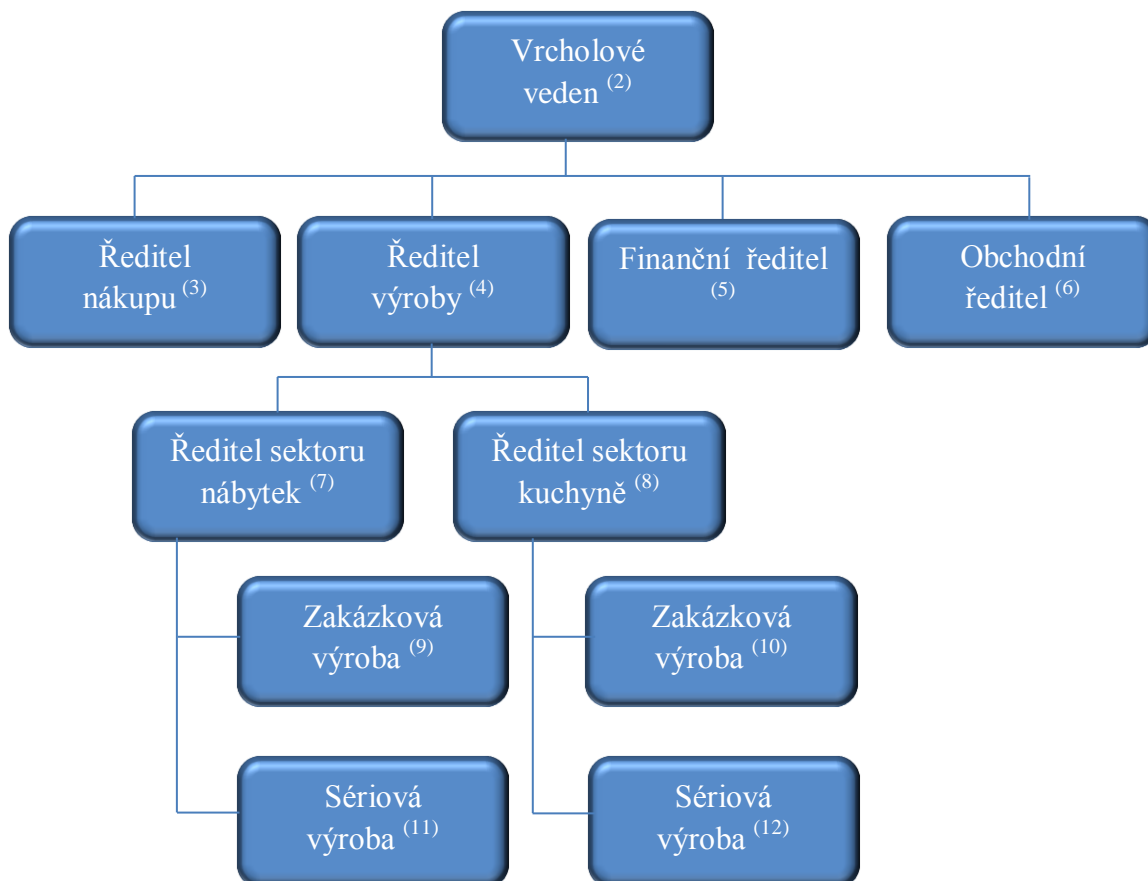 Vrcholové
veden (2)
Ředitel
nákupu (3)
Ředitel
výroby (4)
Finanční ředitel
(5)
Obchodní
ředitel (6)
Ředitel sektoru
nábytek (7)
Ředitel sektoru
kuchyně (8)
Zakázková
výroba (9)
Zakázková
výroba (10)
Sériová
výroba (11)
Sériová
výroba (12)